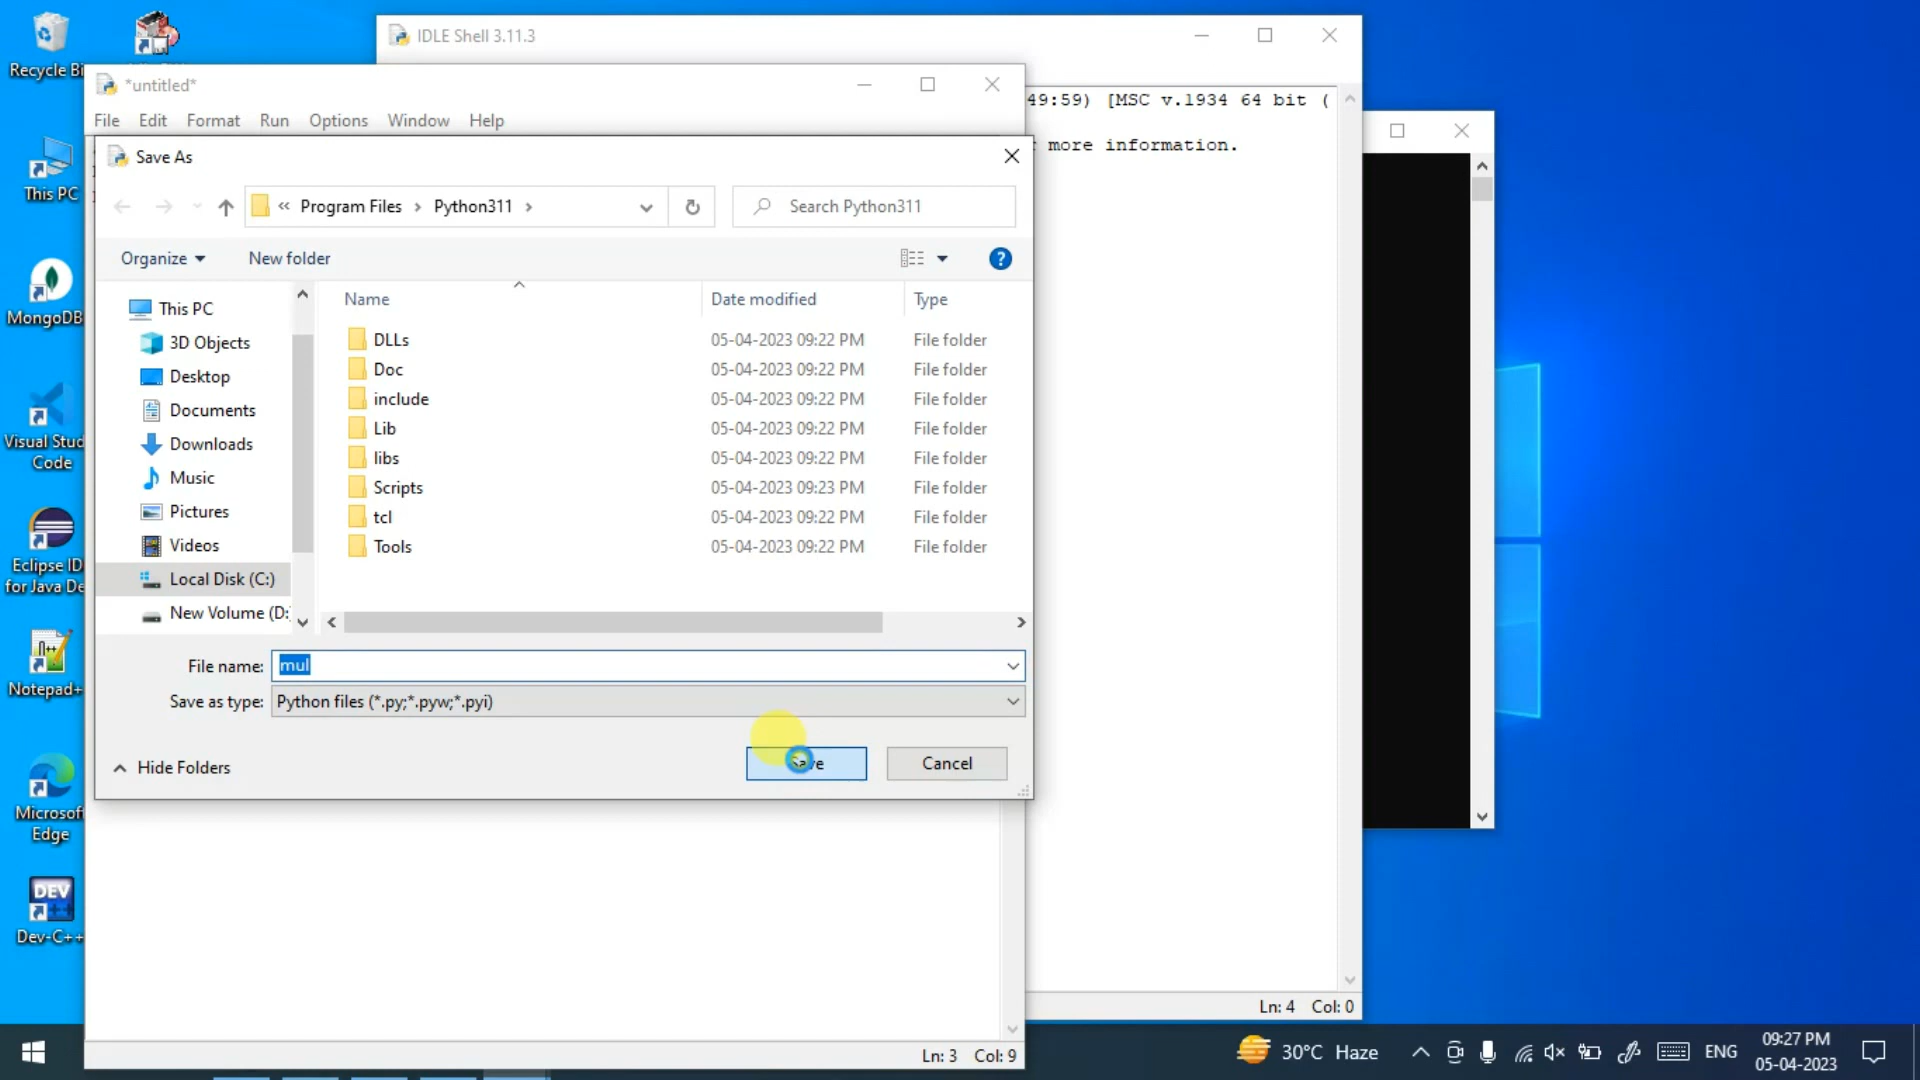 Recycle Bi
This PC
MongoDB
Visual Stud
Code
Eclipse ID
for Java De
Notepad+
Microsof
Edge
Dev-C++
IDLE Shell 3.11.3
49:59) [MSC v.1934 64 bit (
more information.
Ln: 4 Col: 0
*untitled*
File Edit Format Run Options Window Help
Save As
« Program Files › Python311 ›
Search Python311
Organize New folder
This PC
3D Objects
Desktop
Documents
Downloads
Music
Pictures
Videos
Local Disk (C:)
New Volume (D:
Name Date modified Type
DLLs 05-04-2023 09:22 PM File folder
Doc 05-04-2023 09:22 PM File folder
include 05-04-2023 09:22 PM File folder
Lib 05-04-2023 09:22 PM File folder
libs 05-04-2023 09:22 PM File folder
Scripts 05-04-2023 09:23 PM File folder
tcl 05-04-2023 09:22 PM File folder
Tools 05-04-2023 09:22 PM File folder
File name: mul
Save as type: Python files (*.py;*.pyw;*.pyi)
Hide Folders
Save Cancel
Ln: 3 Col: 9
30°C Haze
ENG
09:27 PM
05-04-2023